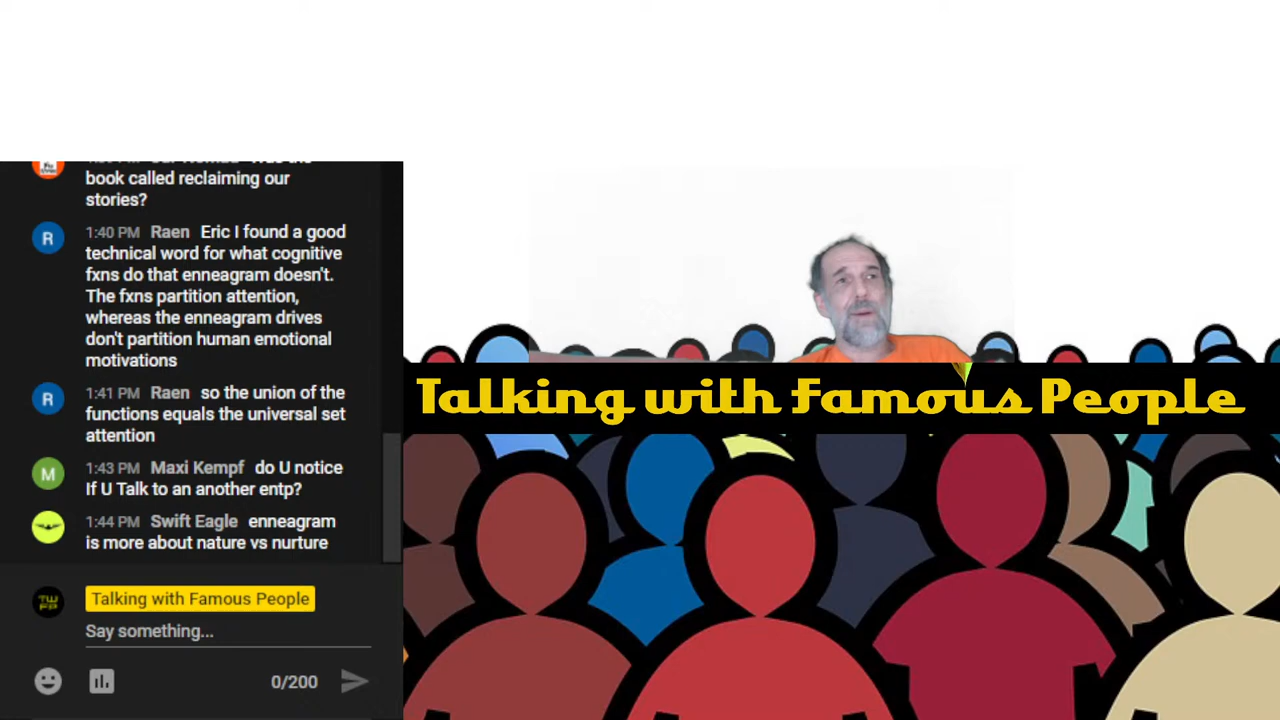 book called reclaiming our
stories?
1:40 PM Raen Eric I found a good
technical word for what cognitive
fxns do that enneagram doesn't.
The fxns partition attention,
whereas the enneagram drives
don't partition human emotional
motivations
1:41 PM Raen so the union of the
functions equals the universal set
attention
1:43 PM Maxi Kempf do U notice
If U Talk to an another entp?
1:44 PM Swift Eagle enneagram
is more about nature vs nurture
Talking with Famous People
Say something...
0/200
Talking with Famous People
R
R
M
TW
FP